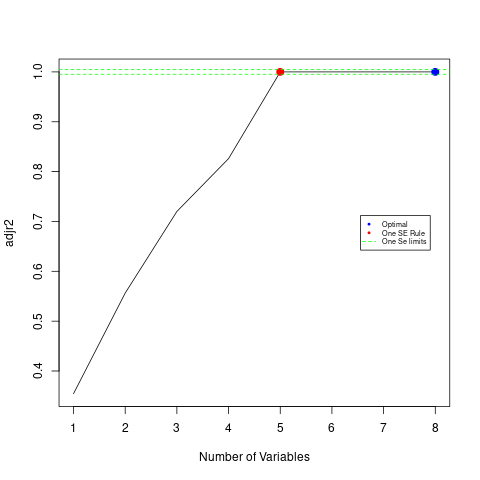 1.0
0.9
0.8
0.7
0.6
0.5
0.4
adjr2
Optimal
One SE Rule
One Se limits
1 2 3 4 5 6 7 8
Number of Variables